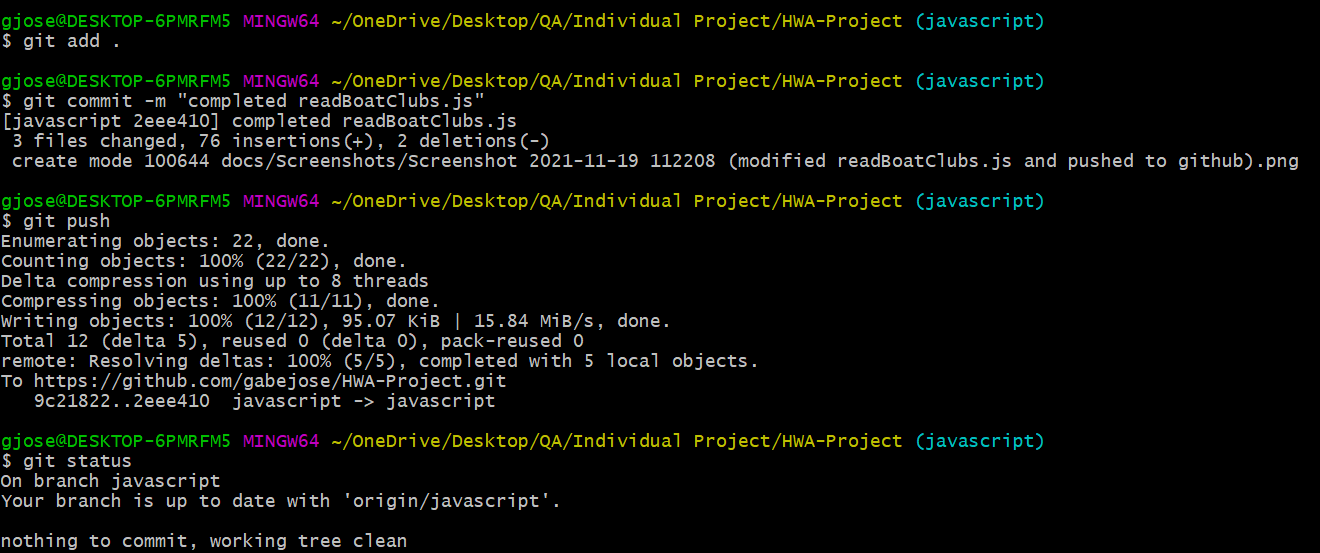 gjose@DESKTOP-6PMRFM5 MINGW64 ~/OneDrive/Desktop/QA/Individual Project/HWA-Project (javascript)
$ git add .
gjose@DESKTOP-6PMRFM5 MINGW64 ~/OneDrive/Desktop/QA/Individual Project/HWA-Project (javascript)
$ git commit -m "completed readBoatClubs.js"
[javascript 2eee410] completed readBoatClubs.js
 3 files changed, 76 insertions(+), 2 deletions(-)
 create mode 100644 docs/Screenshots/Screenshot 2021-11-19 112208 (modified readBoatClubs.js and pushed to github).png
gjose@DESKTOP-6PMRFM5 MINGW64 ~/OneDrive/Desktop/QA/Individual Project/HWA-Project (javascript)
$ git push
Enumerating objects: 22, done.
Counting objects: 100% (22/22), done.
Delta compression using up to 8 threads
Compressing objects: 100% (11/11), done.
Writing objects: 100% (12/12), 95.07 KiB | 15.84 MiB/s, done.
Total 12 (delta 5), reused 0 (delta 0), pack-reused 0
remote: Resolving deltas: 100% (5/5), completed with 5 local objects.
To https://github.com/gabejose/HWA-Project.git
   9c21822..2eee410  javascript -> javascript
gjose@DESKTOP-6PMRFM5 MINGW64 ~/OneDrive/Desktop/QA/Individual Project/HWA-Project (javascript)
$ git status
On branch javascript
Your branch is up to date with 'origin/javascript'.
nothing to commit, working tree clean